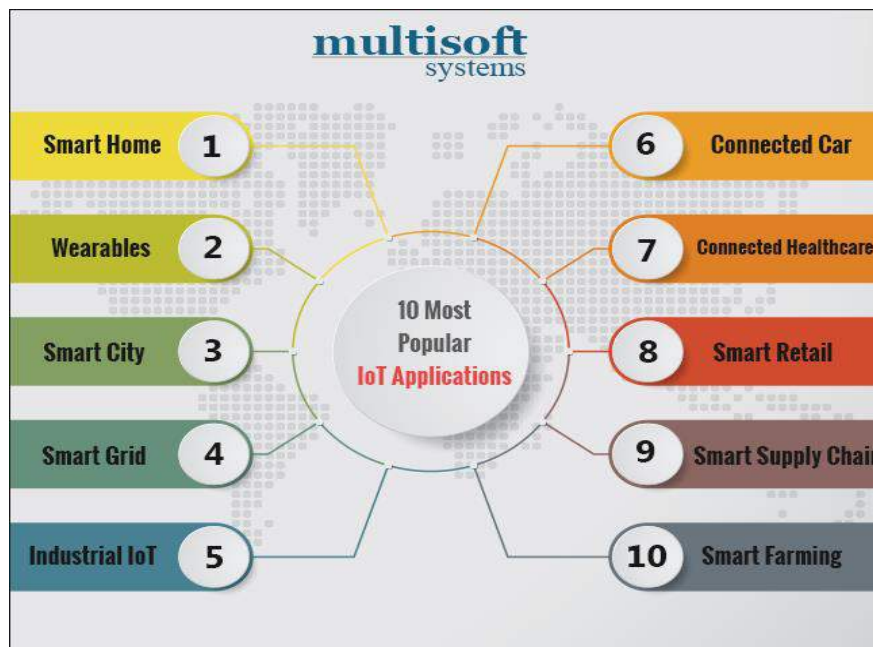 multisoft
systems
Smart Home 1
Wearables 2
Smart City 3
Smart Grid 4
Industrial IoT 5
10 Most
Popular
IoT Applications
6 Connected Car
7 Connected Healthcare
8 Smart Retail
9 Smart Supply Chain
10 Smart Farming